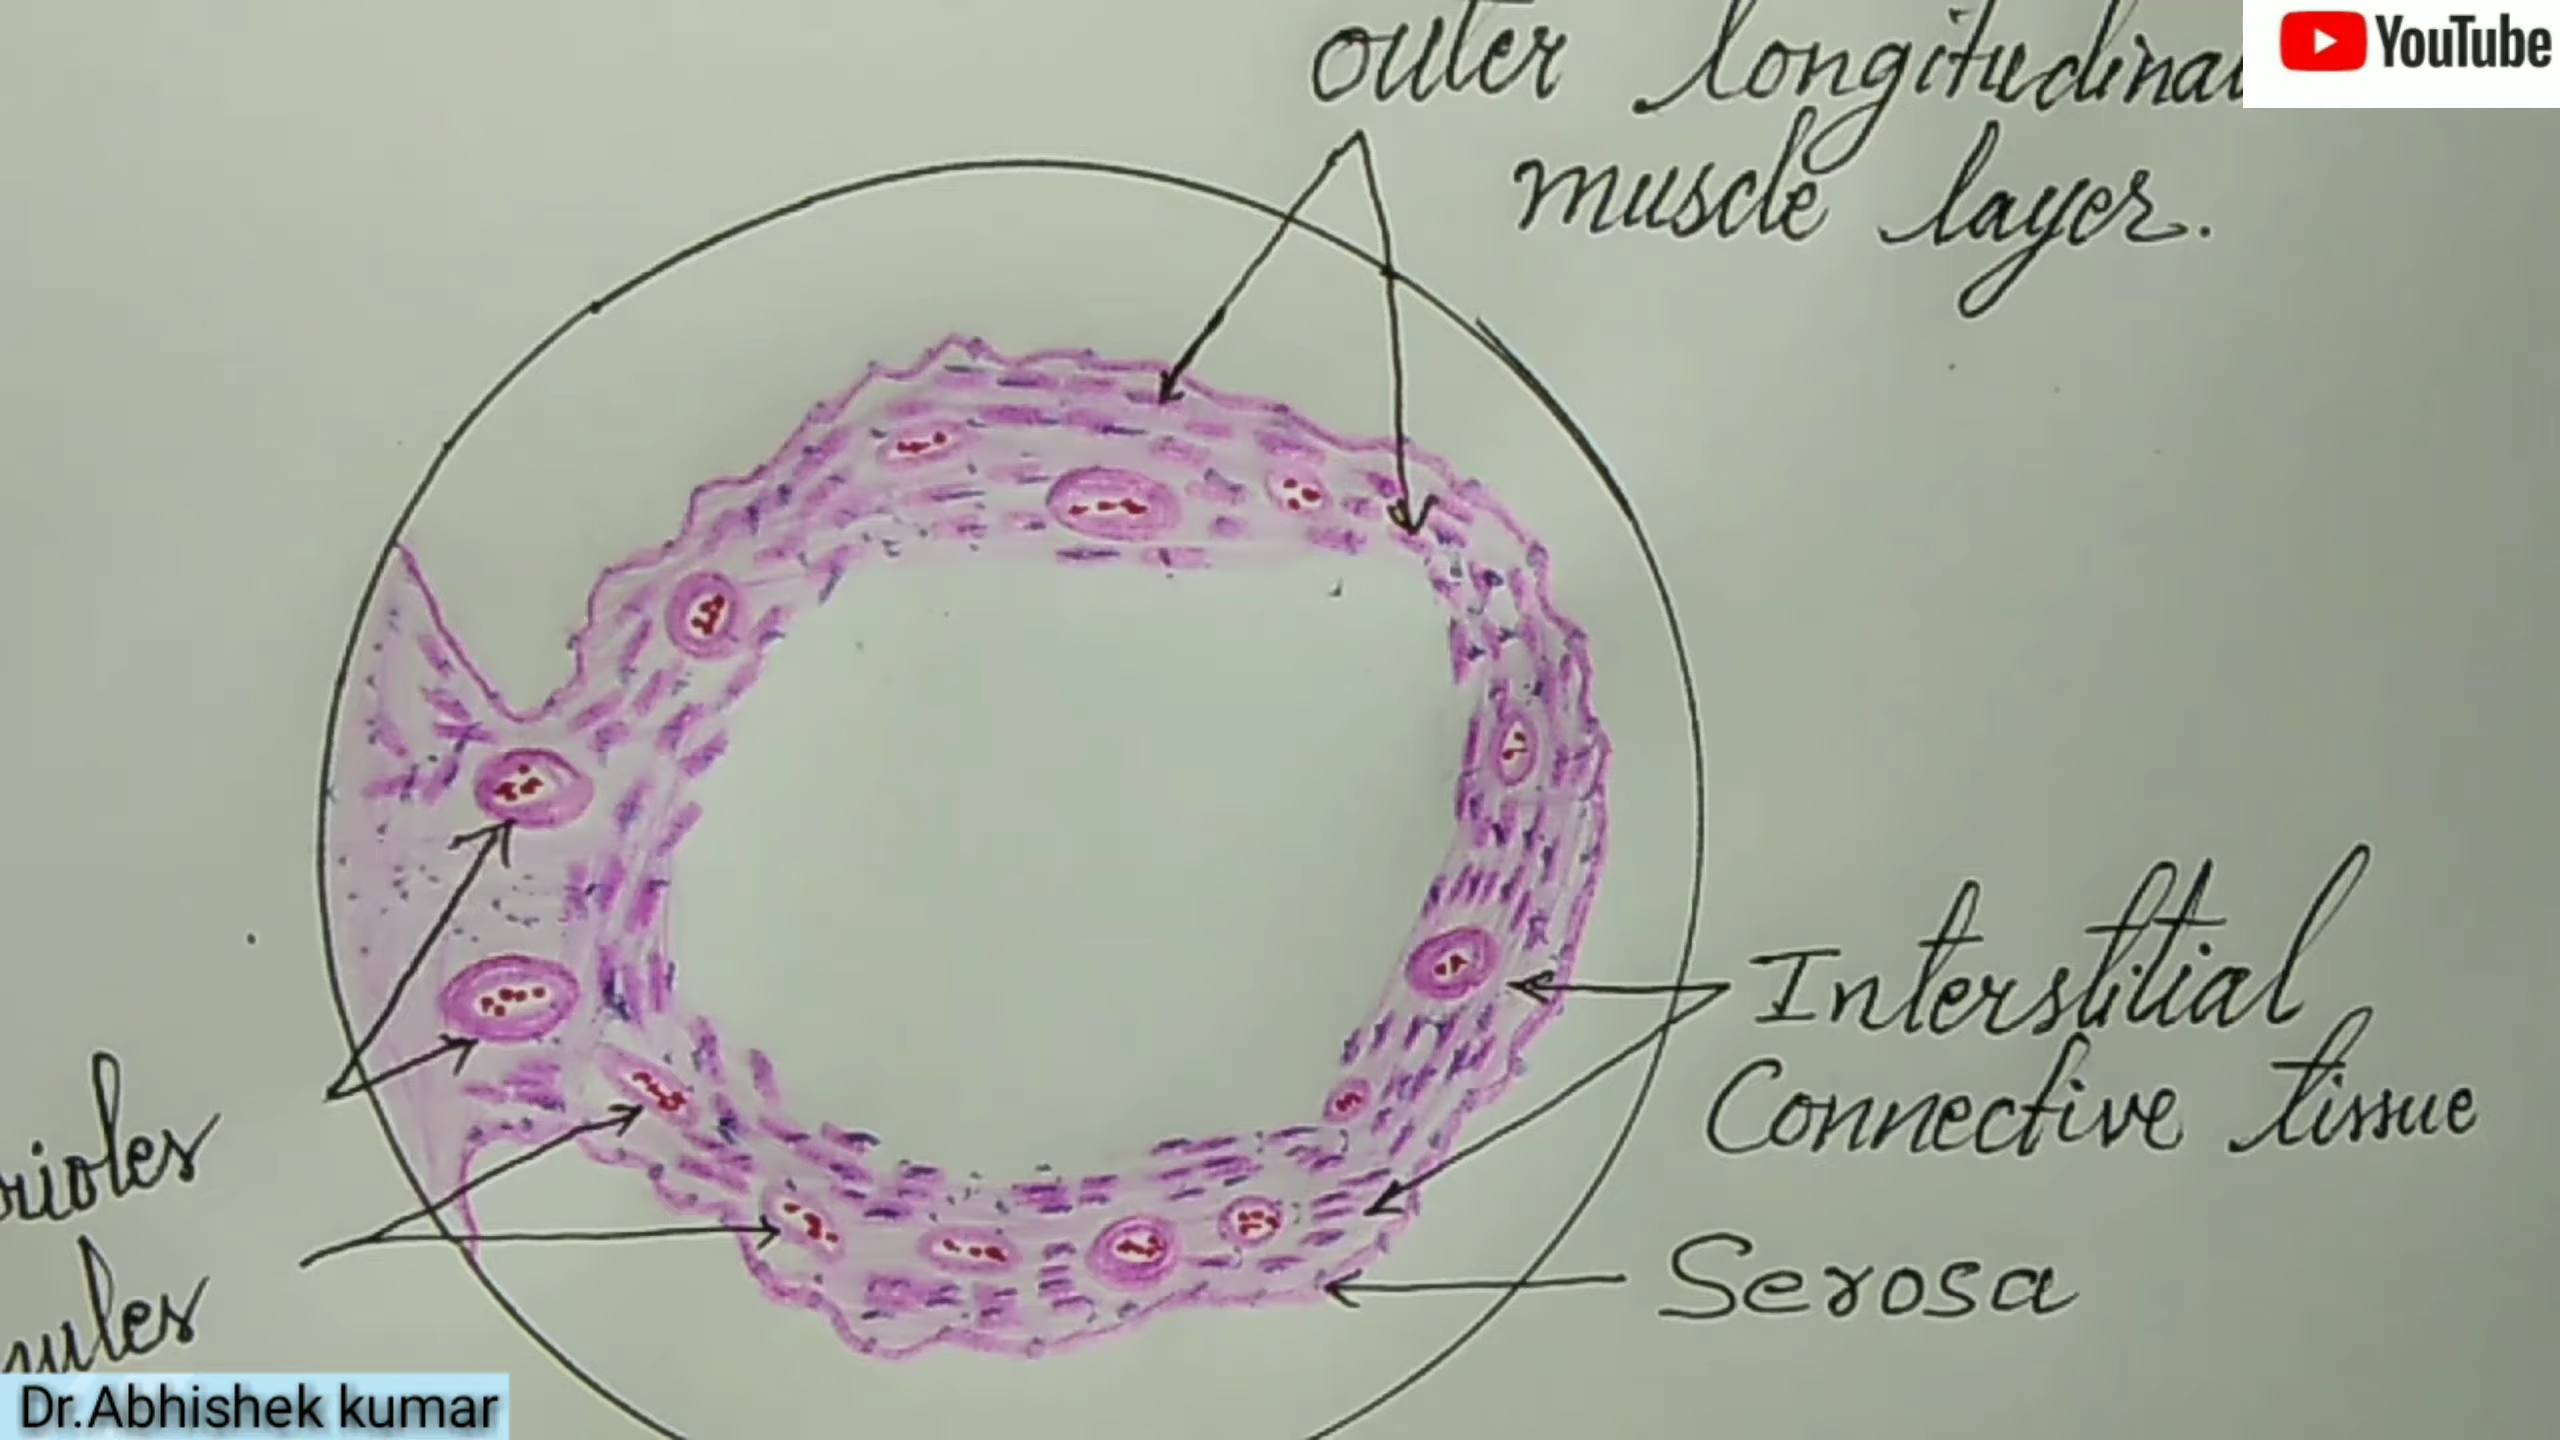 outer longitudinal
muscle layer.
YouTube
Interstitial
Connective tissue
Serosa
Dr.Abhishek kumar